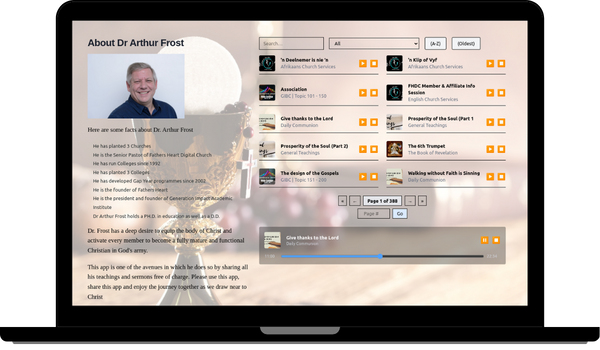 About Dr Arthur Frost
Here are some facts about Dr. Arthur Frost
He has planted 3 Churches
He is the Senior Pastor of Fathers Heart Digital Church
He has run Colleges since 1992
He has planted 5 Colleges
He has developed Gap Year programmes since 2002
He is the founder of Fathers Heart
He is the president and founder of Generation Impact Academic
Institute
Dr Arthur Frost holds a PH.D. in education as well as a D.D.
Dr. Frost has a deep desire to equip the body of Christ and
activate every member to become a fully mature and functional
Christian in God's army.
This app is one of the avenues in which he does so by sharing all
his teachings and sermons free of charge. Please use this app,
share this app and enjoy the journey together as we draw near to
Christ
Search...
All
(A-Z)
(Oldest)
'n Deelnemer is nie 'n
Afrikaans Church Services
'n Klip of Vyf
Afrikaans Church Services
Association
GIBC | Topic 101 - 130
FHDC Member & Affiliate Info
Session
English Church Services
Give thanks to the Lord
Daily Communion
Prosperity of the Soul (Part 1
General Teachings
Prosperity of the Soul (Part 2)
General Teachings
The 6th Trumpet
The Book of Revelation
The design of the Gospels
GIBC | Topic 131 - 200
Walking without Faith is Sinning
Daily Communion
Page 1 of 388
Page #
Go
Give thanks to the Lord
Daily Communion